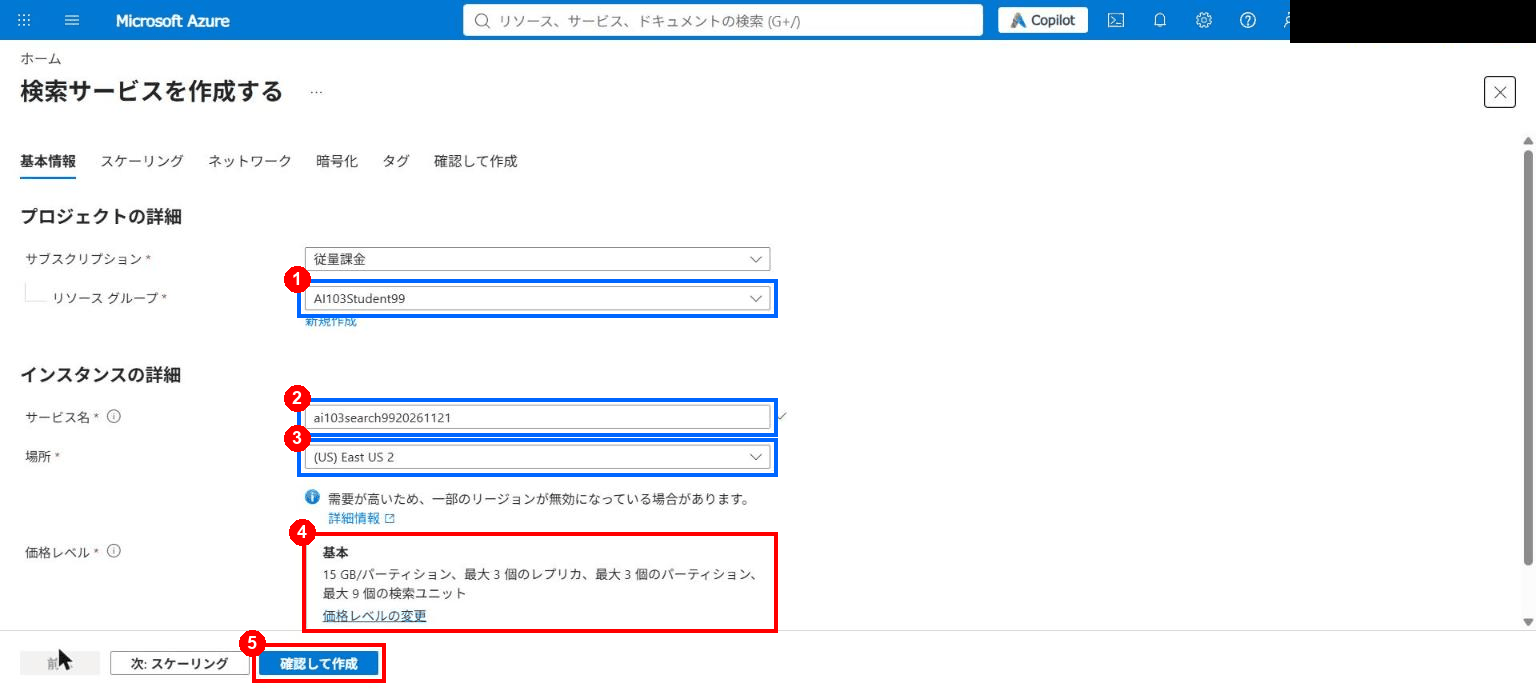 Microsoft Azure
リソース、サービス、ドキュメントの検索 (G+/)
Copilot
ホーム
検索サービスを作成する ...
基本情報 スケーリング ネットワーク 暗号化 タグ 確認して作成
プロジェクトの詳細
サブスクリプション * 従量課金
1
リソース グループ * AI103Student99
新規作成
インスタンスの詳細
2
サービス名 * ai103search9920261121
3
場所 * (US) East US 2
需要が高いため、一部のリージョンが無効になっている場合があります。
詳細情報
4
価格レベル * 基本
15 GB/パーティション、最大 3 個のレプリカ、最大 3 個のパーティション、
最大 9 個の検索ユニット
価格レベルの変更
5
前 次: スケーリング 確認して作成